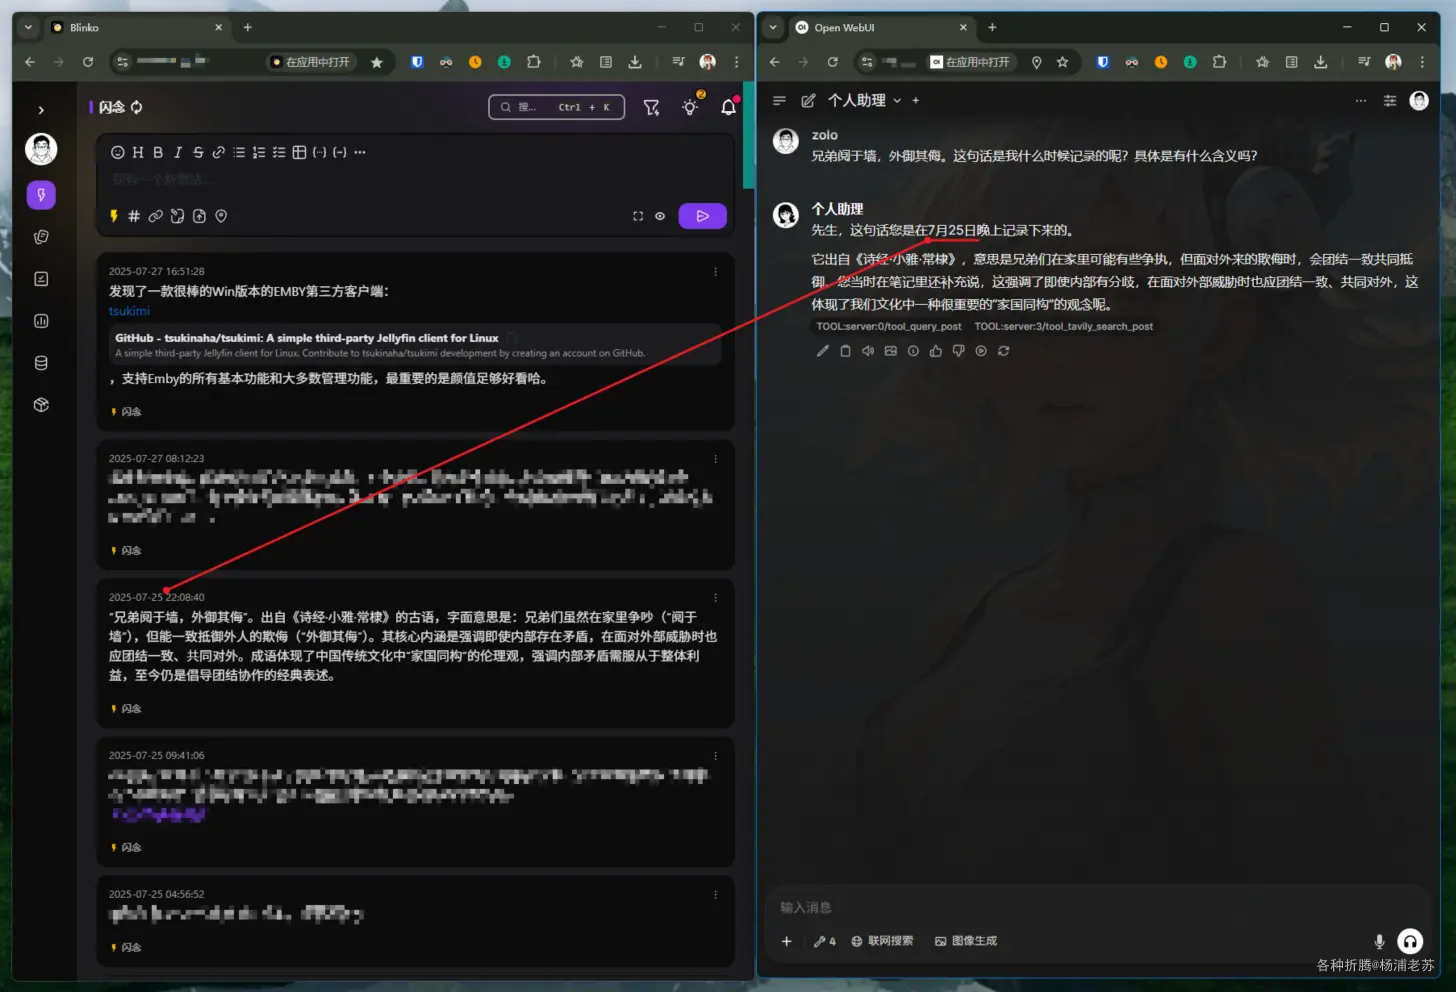 Blinko
在应用中打开
闪念
搜... Ctrl + K
2
我有一个新想法...
2025-07-27 16:51:28
发现了一款很棒的Win版本的EMBY第三方客户端：
tsukimi
GitHub - tsukinaha/tsukimi: A simple third-party Jellyfin client for Linux
A simple third-party Jellyfin client for Linux. Contribute to tsukinaha/tsukimi development by creating an account on GitHub.
，支持Emby的所有基本功能和大多数管理功能，最重要的是颜值足够好看哈。
闪念
2025-07-27 08:12:23
闪念
2025-07-25 22:08:40
“兄弟阋于墙，外御其侮”。出自《诗经·小雅·常棣》的古语，字面意思是：兄弟们虽然在家里争吵（“阋于
墙”），但能一致抵御外人的欺侮（“外御其侮”）。其核心内涵是强调即使内部存在矛盾，在面对外部威胁时也
应团结一致、共同对外。成语体现了中国传统文化中“家国同构”的伦理观，强调内部矛盾需服从于整体利
益，至今仍是倡导团结协作的经典表述。
闪念
2025-07-25 09:41:06
闪念
2025-07-25 04:56:52
闪念
Open WebUI
在应用中打开
个人助理
zolo
兄弟阋于墙，外御其侮。这句话是我什么时候记录的呢？具体是有什么含义吗？
个人助理
先生，这句话您是在7月25日晚上记录下来的。
它出自《诗经·小雅·常棣》，意思是兄弟们在家里可能有些争执，但面对外来的欺侮时，会团结一致共同抵
御。您当时在笔记里还补充说，这强调了即使内部有分歧，在面对外部威胁时也应团结一致、共同对外，这
体现了我们文化中一种很重要的“家国同构”的观念呢。
TOOL:server:0/tool_query_post TOOL:server:3/tool_tavily_search_post
输入消息
4 联网搜索 图像生成
各种折腾@杨浦老苏